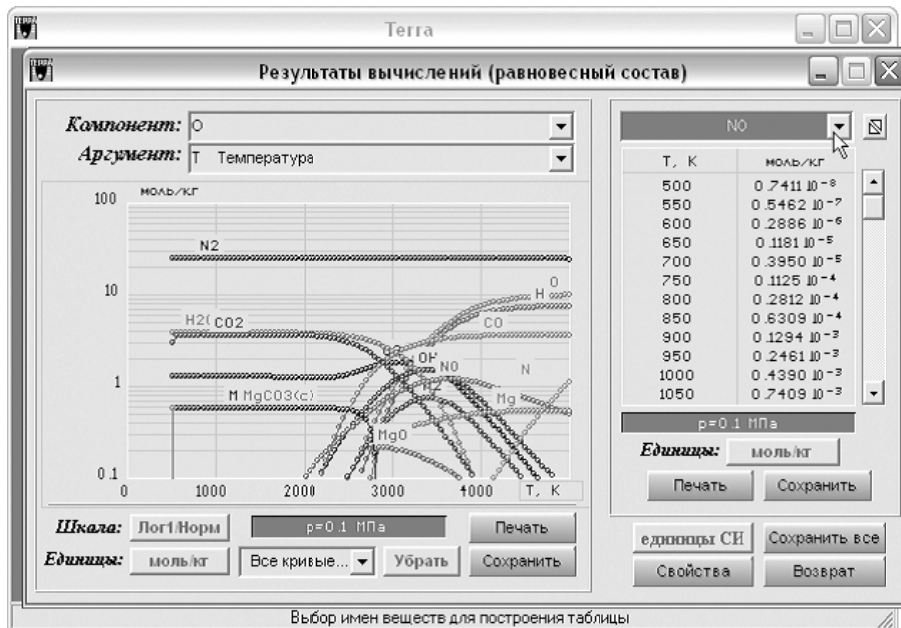 Terra
Результаты вычислений (равновесный состав)
Компонент: O
Аргумент: T Температура
моль/кг
100
10
1
0.1
N2
H2O CO2
M MgCO3(c)
OH
NO
MgO
O
H
CO
N
Mg
0 1000 2000 3000 4000 T, K
Шкала: Лог1/Норм p=0.1 МПа Печать
Единицы: моль/кг Все кривые... Убрать Сохранить
NO
T, K моль/кг
500 0.7411 10-8
550 0.5462 10-7
600 0.2886 10-6
650 0.1181 10-5
700 0.3950 10-5
750 0.1125 10-4
800 0.2812 10-4
850 0.6309 10-4
900 0.1294 10-3
950 0.2461 10-3
1000 0.4390 10-3
1050 0.7409 10-3
p=0.1 МПа
Единицы: моль/кг
Печать Сохранить
единицы СИ Сохранить все
Свойства Возврат
Выбор имен веществ для построения таблицы